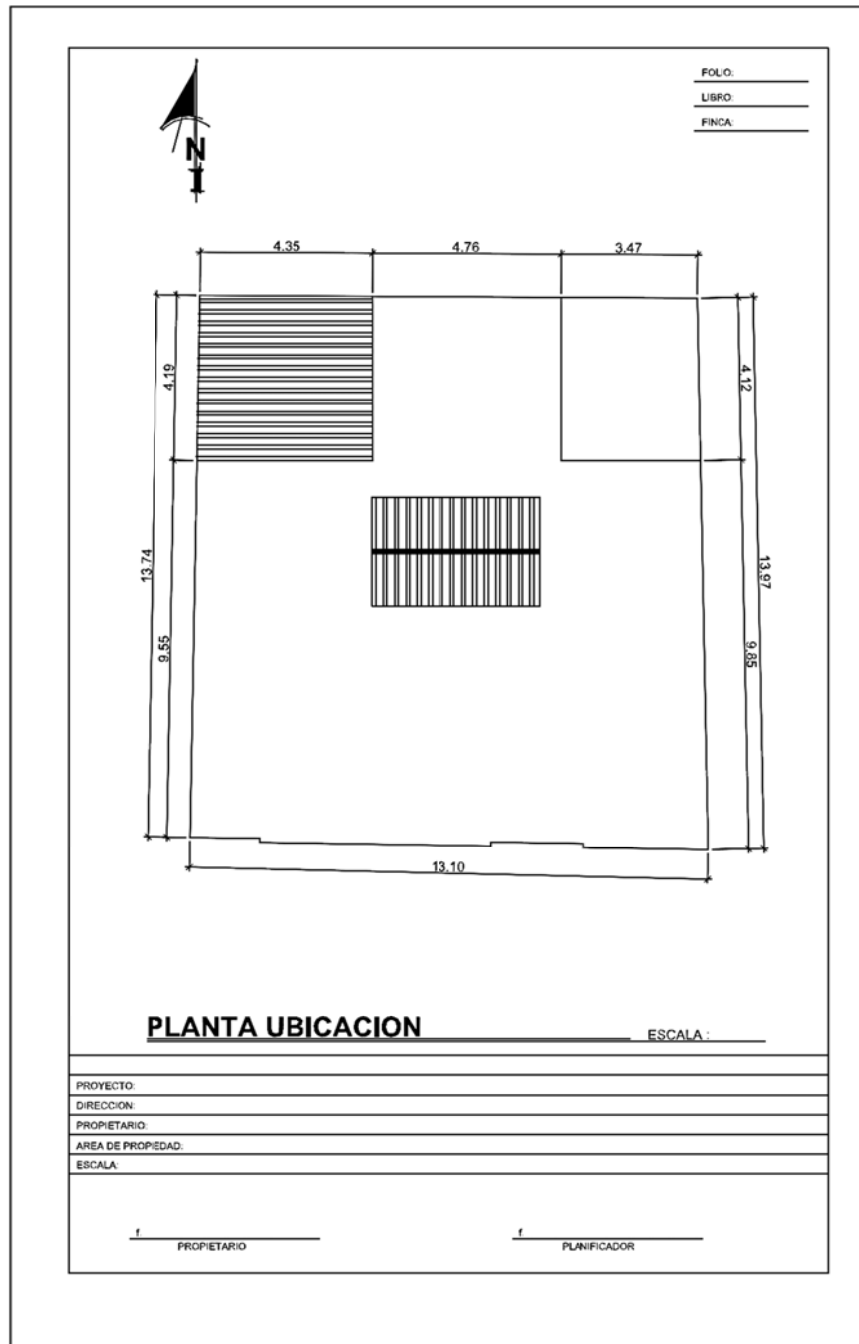 FOLIO:
LIBRO:
FINCA:
N
4.35 4.76 3.47
4.19 4.12
13.74 13.97
9.55 9.85
13.10
PLANTA UBICACION ESCALA :
PROYECTO:
DIRECCION:
PROPIETARIO:
AREA DE PROPIEDAD:
ESCALA:
f. f.
PROPIETARIO PLANIFICADOR